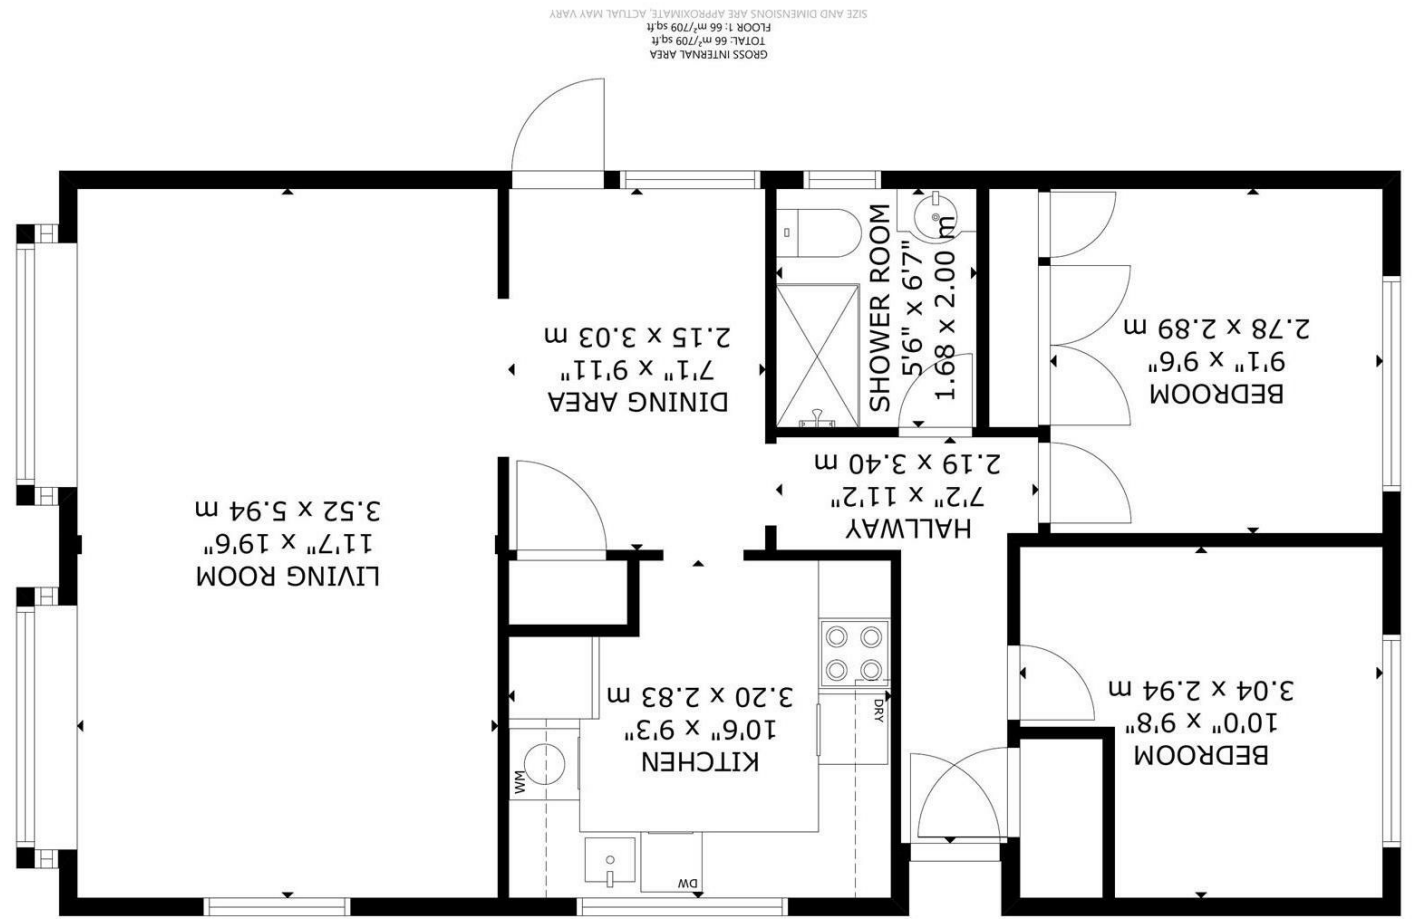 LIVING ROOM
11'7" x 19'6"
3.52 x 5.94 m
DINING AREA
7'1" x 9'11"
2.15 x 3.03 m
KITCHEN
10'6" x 9'3"
3.20 x 2.83 m
WM
DW
DRY
SHOWER ROOM
5'6" x 6'7"
1.68 x 2.00 m
HALLWAY
7'2" x 11'2"
2.19 x 3.40 m
BEDROOM
9'1" x 9'6"
2.78 x 2.89 m
BEDROOM
10'0" x 9'8"
3.04 x 2.94 m
GROSS INTERNAL AREA
TOTAL: 66 m²/709 sq.ft
FLOOR 1: 66 m²/709 sq.ft
SIZE AND DIMENSIONS ARE APPROXIMATE, ACTUAL MAY VARY